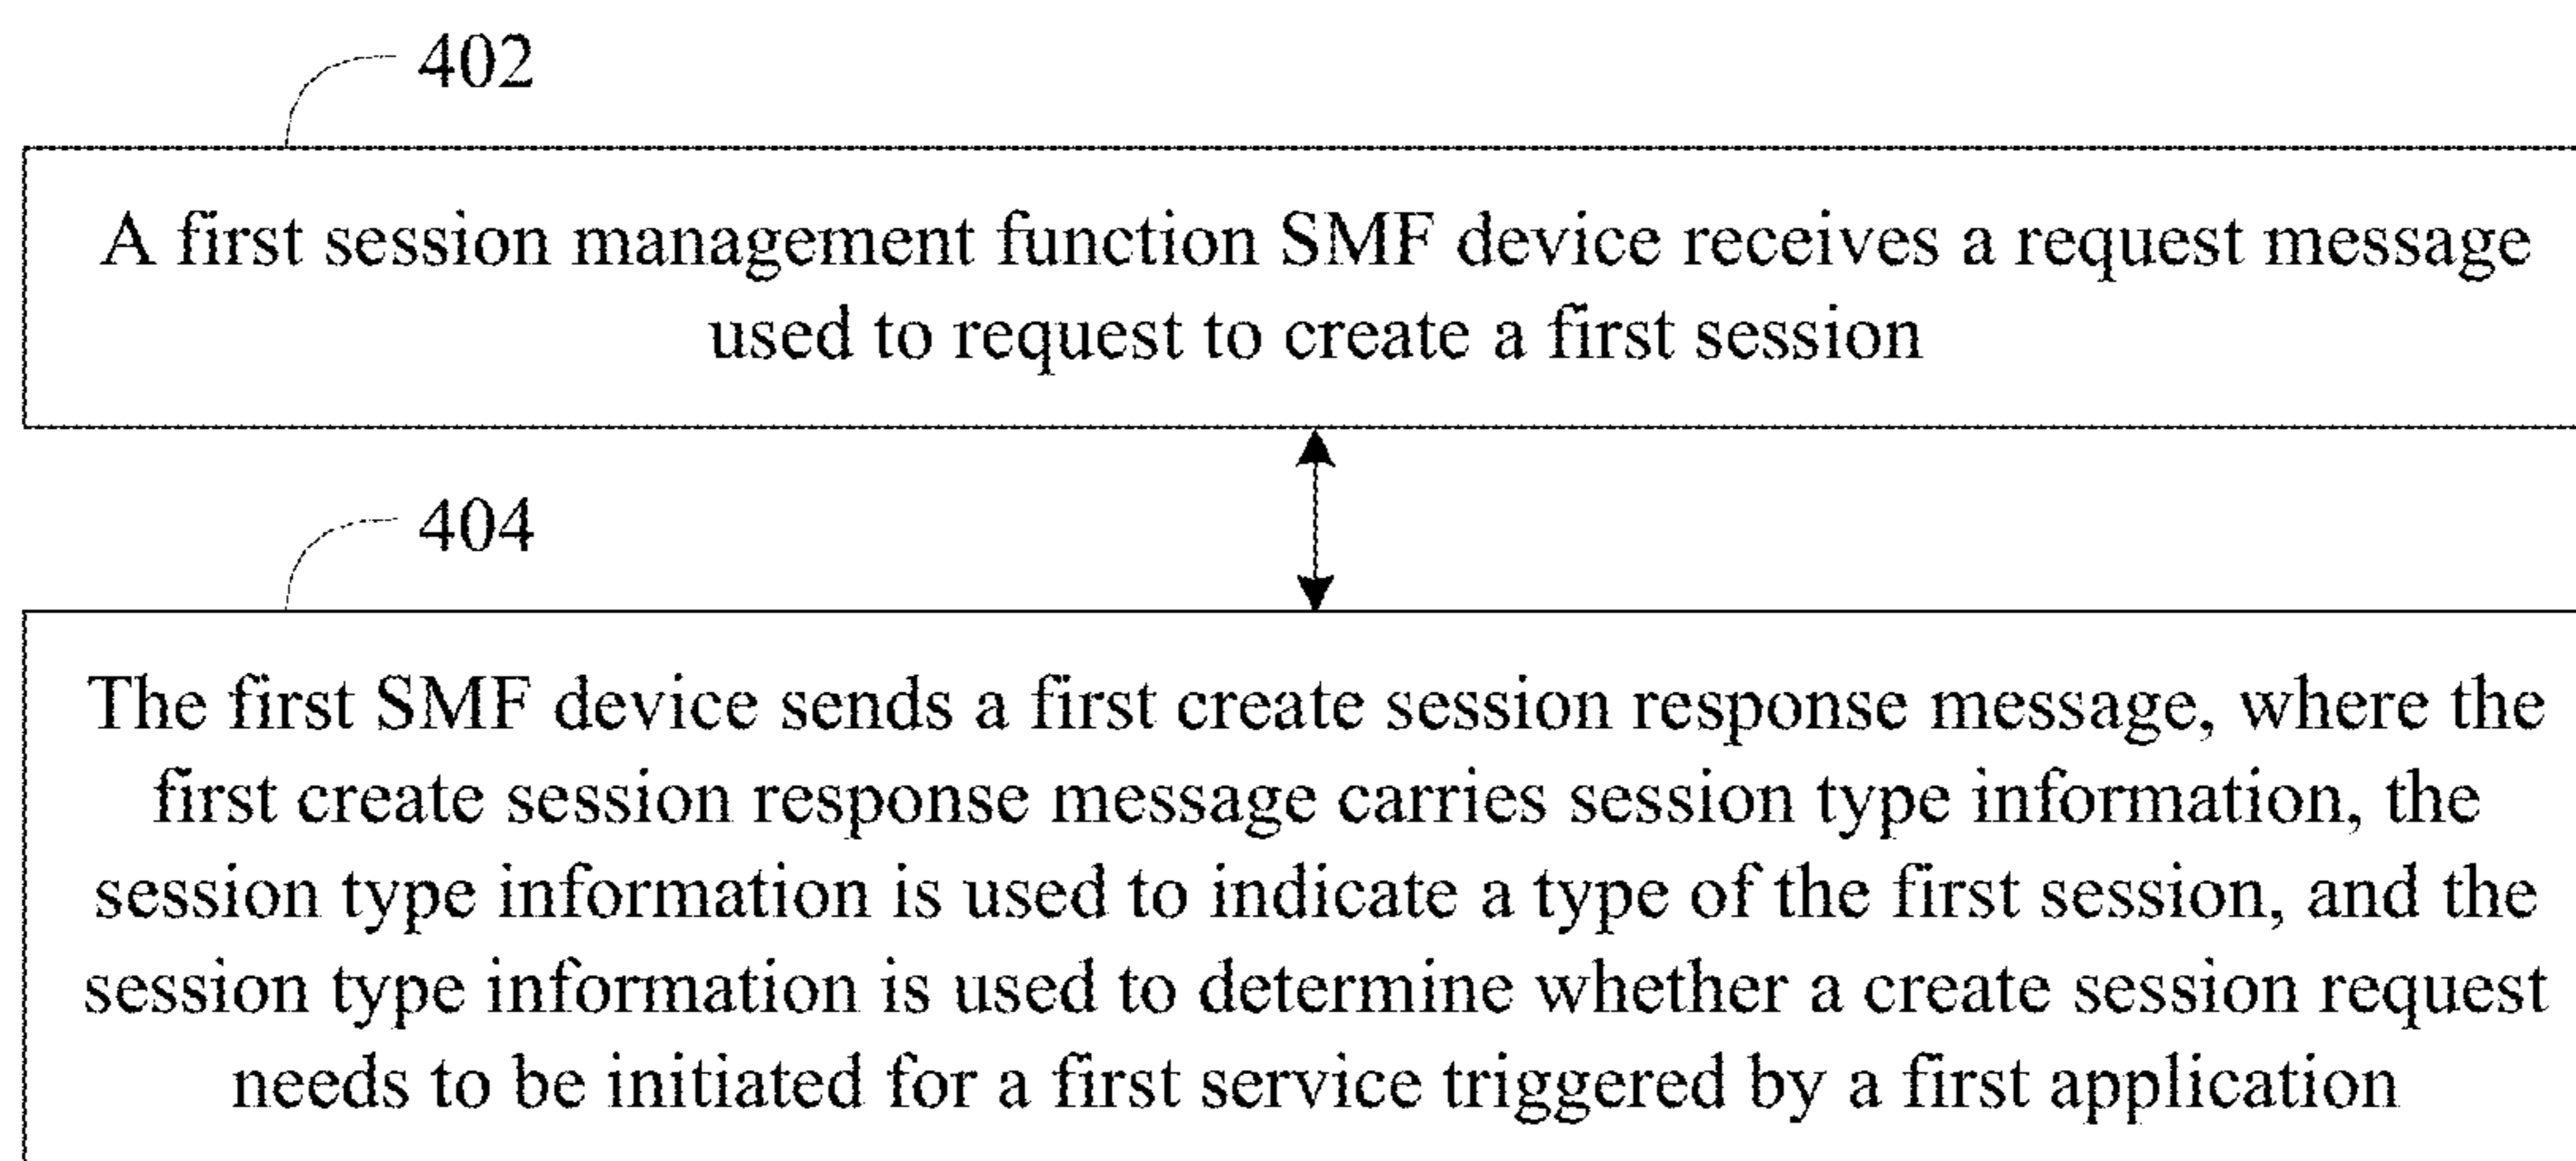 402
A first session management function SMF device receives a request message
used to request to create a first session
404
The first SMF device sends a first create session response message, where the
first create session response message carries session type information, the
session type information is used to indicate a type of the first session, and the
session type information is used to determine whether a create session request
needs to be initiated for a first service triggered by a first application